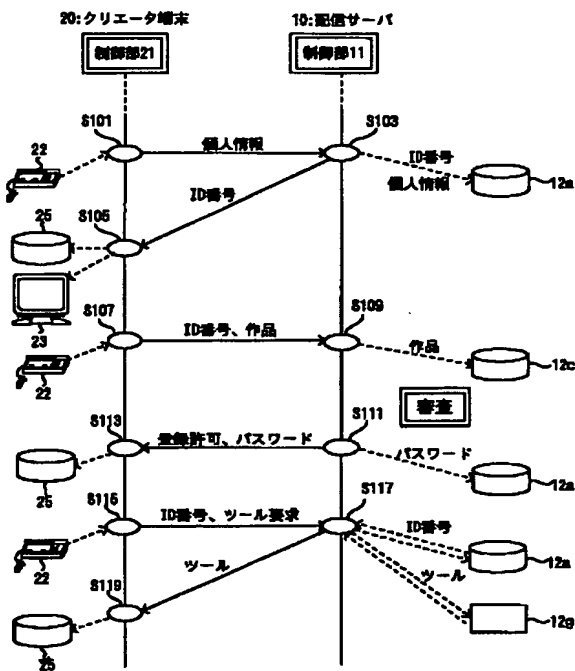 20:クリエータ端末
10:配信サーバ
制御部21
制御部11
S101
S103
22
個人情報
ID番号
個人情報
12a
ID番号
25
S105
23
S107
S109
ID番号、作品
作品
22
12c
審査
S113
S111
登録許可、パスワード
パスワード
25
12a
S115
S117
ID番号、ツール要求
ID番号
22
12a
ツール
ツール
S119
12g
25